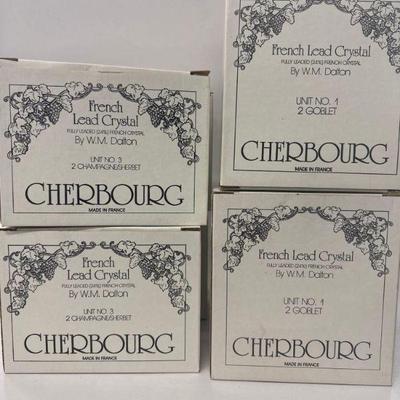 French
Lead Crystal
FULLY LEADED (24%) FRENCH CRYSTAL
By W.M. Dalton
UNIT NO. 3
2 CHAMPAGNE/SHERBET
CHERBOURG
MADE IN FRANCE
French Lead Crystal
FULLY LEADED (24%) FRENCH CRYSTAL
By W.M. Dalton
UNIT NO. 1
2 GOBLET
CHERBOURG
MADE IN FRANCE
French
Lead Crystal
FULLY LEADED (24%) FRENCH CRYSTAL
By W.M. Dalton
UNIT NO. 3
2 CHAMPAGNE/SHERBET
CHERBOURG
MADE IN FRANCE
French
Lead Crystal
FULLY LEADED (24%) FRENCH CRYSTAL
By W.M. Dalton
UNIT NO. 1
2 GOBLET
CHERBOURG
MADE IN FRANCE